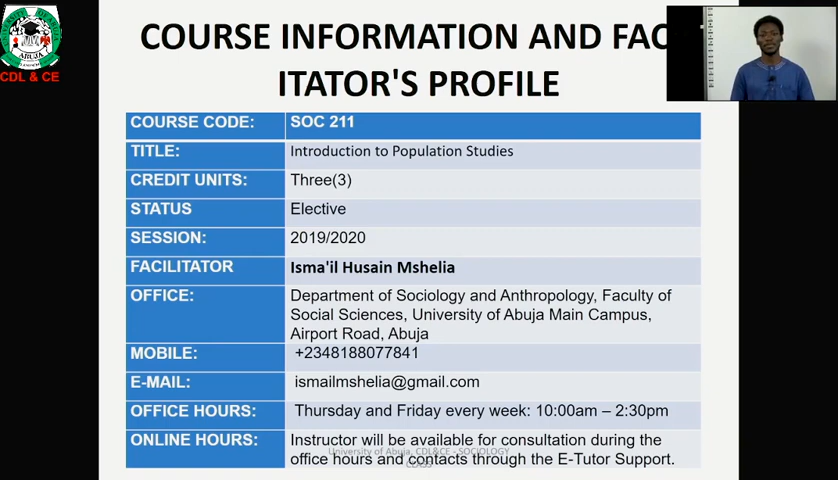 COURSE INFORMATION AND FAC
ITATOR'S PROFILE
ABUJA
CDL & CE
COURSE CODE: SOC 211
TITLE: Introduction to Population Studies
CREDIT UNITS: Three(3)
STATUS Elective
SESSION: 2019/2020
FACILITATOR Isma'il Husain Mshelia
OFFICE: Department of Sociology and Anthropology, Faculty of
Social Sciences, University of Abuja Main Campus,
Airport Road, Abuja
MOBILE: +2348188077841
E-MAIL: ismailmshelia@gmail.com
OFFICE HOURS: Thursday and Friday every week: 10:00am – 2:30pm
ONLINE HOURS: Instructor will be available for consultation during the
office hours and contacts through the E-Tutor Support.
University of Abuja, CDL&CE - SOCIOLOGY